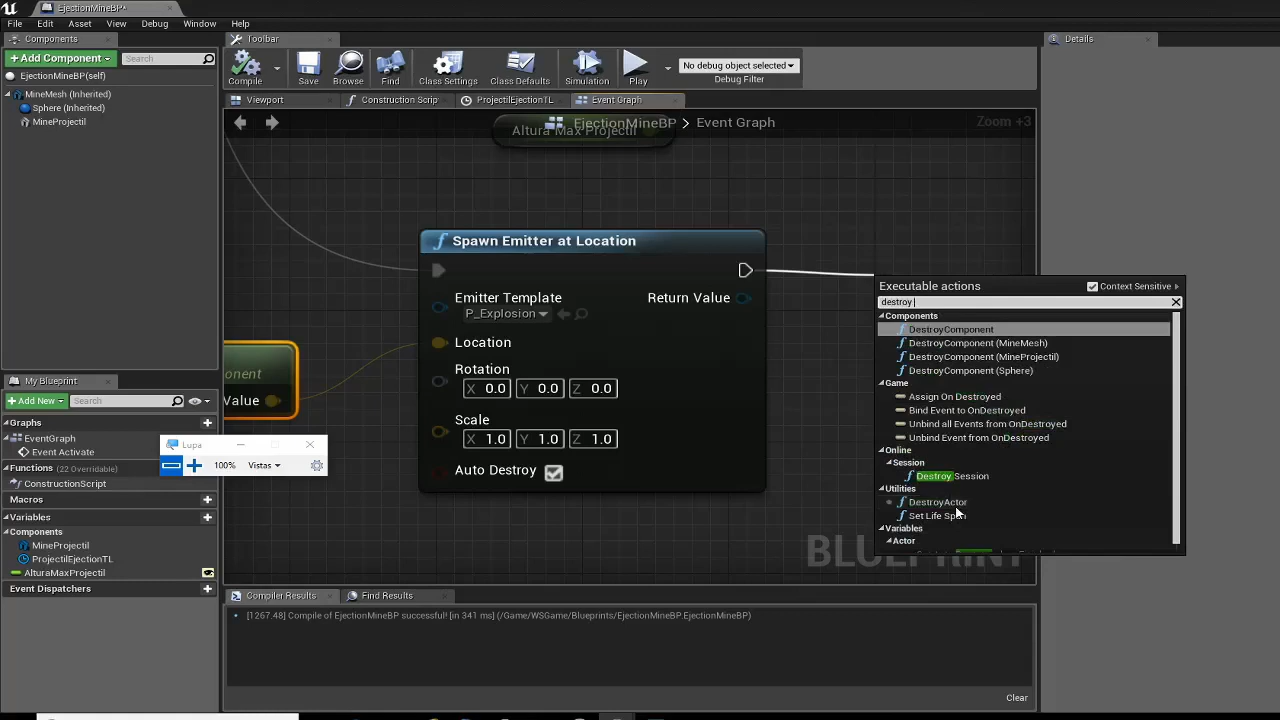 EjectionMineBP*
File Edit Asset View Debug Window Help
Components
+ Add Component
Search
EjectionMineBP(self)
MineMesh (Inherited)
Sphere (Inherited)
MineProjectil
My Blueprint
+ Add New
Search
Graphs
EventGraph
Event Activate
Functions (22 Overridable)
ConstructionScript
Macros
Variables
Components
MineProjectil
ProjectilEjectionTL
AlturaMaxProjectil
Event Dispatchers
Lupa
100% Vistas
Toolbar
Compile Save Browse Find Class Settings Class Defaults Simulation Play
No debug object selected
Debug Filter
Viewport Construction Scrip ProjectilEjectionTL Event Graph
EjectionMineBP > Event Graph
Zoom +3
Altura Max Projectil
Spawn Emitter at Location
Emitter Template
P_Explosion
Return Value
Location
Rotation
X 0.0 Y 0.0 Z 0.0
Scale
X 1.0 Y 1.0 Z 1.0
Auto Destroy
onent
Value
Executable actions
Context Sensitive
destroy
Components
DestroyComponent
DestroyComponent (MineMesh)
DestroyComponent (MineProjectil)
DestroyComponent (Sphere)
Game
Assign On Destroyed
Bind Event to OnDestroyed
Unbind all Events from OnDestroyed
Unbind Event from OnDestroyed
Online
Session
Destroy Session
Utilities
DestroyActor
Set Life Span
Variables
Actor
Compiler Results
Find Results
[1267.48] Compile of EjectionMineBP successful! [in 341 ms] (/Game/WSGame/Blueprints/EjectionMineBP.EjectionMineBP)
Clear
Details